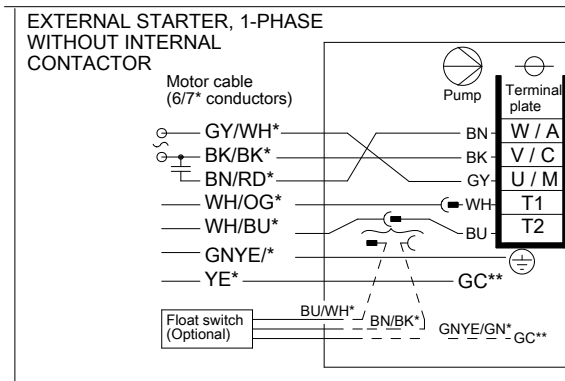 EXTERNAL STARTER, 1-PHASE
WITHOUT INTERNAL
CONTACTOR
Motor cable
(6/7* conductors)
Pump
Terminal
plate
GY/WH*
BN
W / A
BK/BK*
BK
V / C
BN/RD*
GY
U / M
WH/OG*
WH
T1
WH/BU*
BU
T2
GNYE/*
YE*
GC**
BU/WH*
Float switch
(Optional)
BN/BK*
GNYE/GN*
GC**